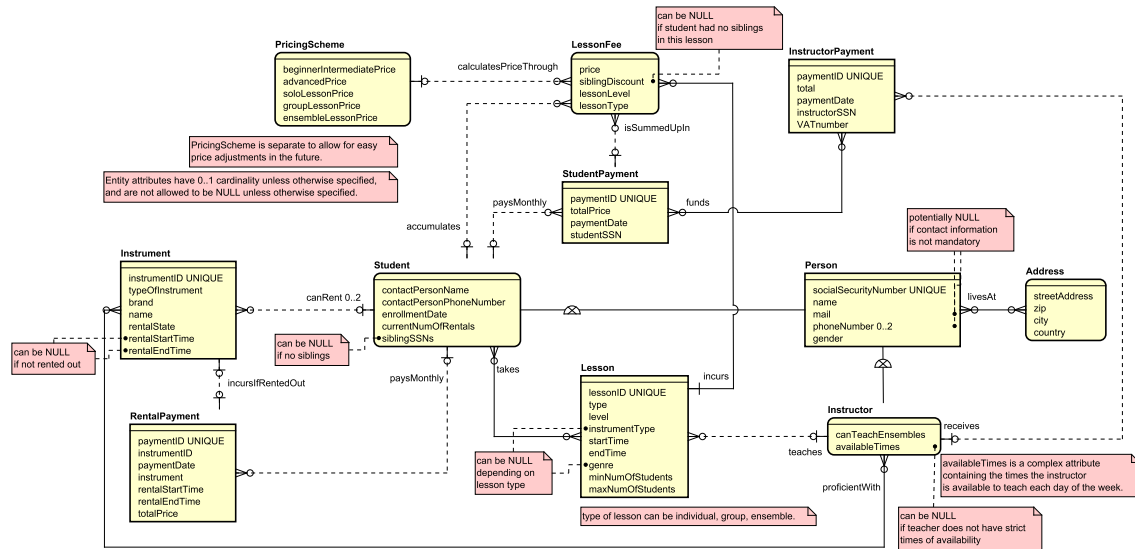 can be NULL
if student had no siblings
in this lesson
PricingScheme
beginnerIntermediatePrice
advancedPrice
soloLessonPrice
groupLessonPrice
ensembleLessonPrice
calculatesPriceThrough
LessonFee
price
siblingDiscount
lessonLevel
lessonType
InstructorPayment
paymentID UNIQUE
total
paymentDate
instructorSSN
VATnumber
PricingScheme is separate to allow for easy
price adjustments in the future.
Entity attributes have 0..1 cardinality unless otherwise specified,
and are not allowed to be NULL unless otherwise specified.
isSummedUpIn
StudentPayment
paymentID UNIQUE
totalPrice
paymentDate
studentSSN
paysMonthly
funds
accumulates
potentially NULL
if contact information
is not mandatory
Instrument
instrumentID UNIQUE
typeOfInstrument
brand
name
rentalState
rentalStartTime
rentalEndTime
canRent 0..2
Student
contactPersonName
contactPersonPhoneNumber
enrollmentDate
currentNumOfRentals
siblingSSNs
Person
socialSecurityNumber UNIQUE
name
mail
phoneNumber 0..2
gender
livesAt
Address
streetAddress
zip
city
country
can be NULL
if not rented out
can be NULL
if no siblings
incursIfRentedOut
paysMonthly
takes
Lesson
lessonID UNIQUE
type
level
instrumentType
startTime
endTime
genre
minNumOfStudents
maxNumOfStudents
incurs
RentalPayment
paymentID UNIQUE
instrumentID
paymentDate
instrument
rentalStartTime
rentalEndTime
totalPrice
can be NULL
depending on
lesson type
teaches
Instructor
canTeachEnsembles
availableTimes
receives
proficientWith
availableTimes is a complex attribute
containing the times the instructor
is available to teach each day of the week.
type of lesson can be individual, group, ensemble.
can be NULL
if teacher does not have strict
times of availability